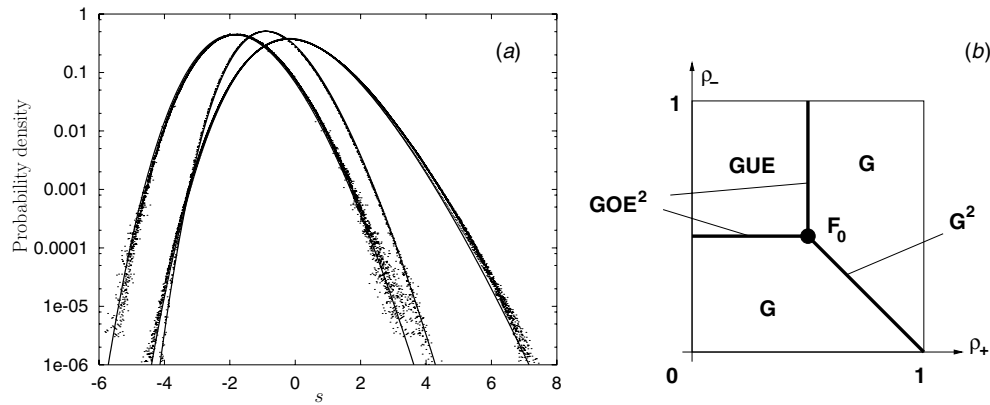 (a)
Probability density
1
0.1
0.01
0.001
0.0001
1e-05
1e-06
-6 -4 -2 0 2 4 6 8
s
(b)
ρ₋
1
GUE
G
GOE²
F₀
G²
G
0
1
ρ₊